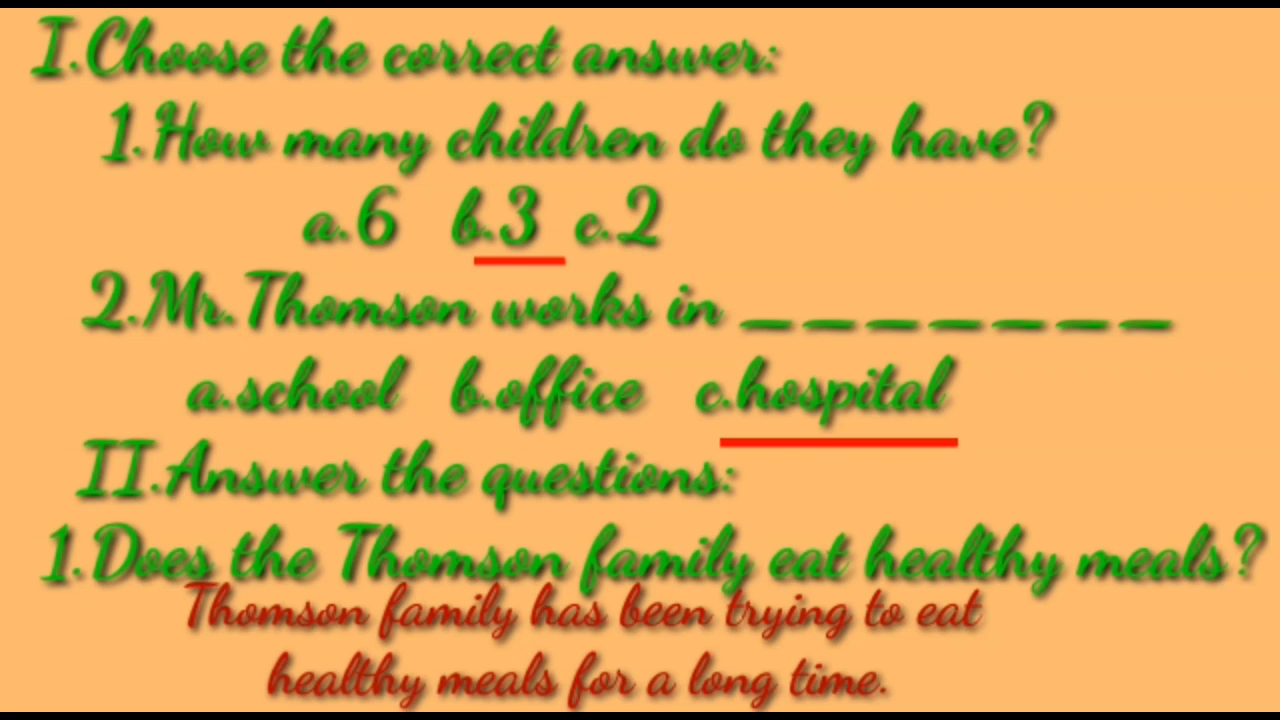 I.Choose the correct answer:
1.How many children do they have?
a.6 b.3 c.2
2.Mr.Thomson works in _______
a.school b.office c.hospital
II.Answer the questions:
1.Does the Thomson family eat healthy meals?
Thomson family has been trying to eat
healthy meals for a long time.